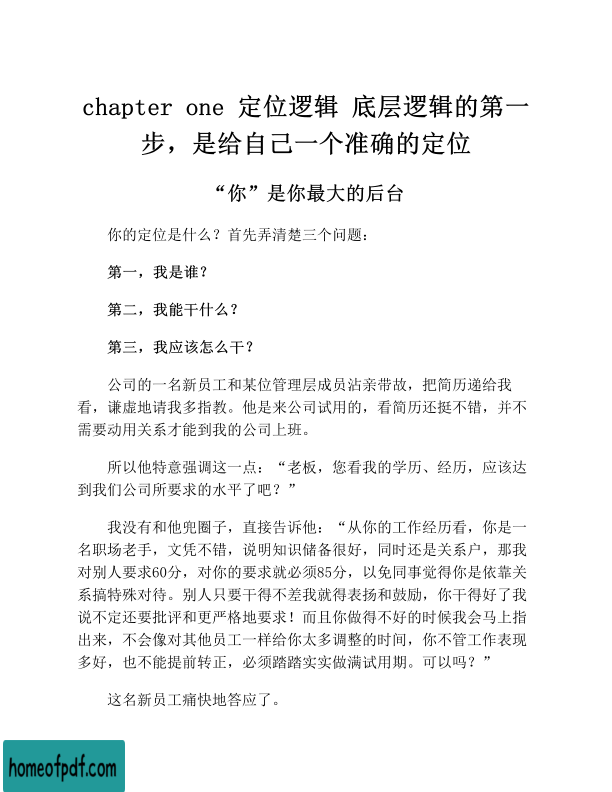 chapter one 定位逻辑 底层逻辑的第一
步，是给自己一个准确的定位
“你”是你最大的后台
你的定位是什么？首先弄清楚三个问题：
第一，我是谁？
第二，我能干什么？
第三，我应该怎么干？
公司的一名新员工和某位管理层成员沾亲带故，把简历递给我
看，谦虚地请我多指教。他是来公司试用的，看简历还挺不错，并不
需要动用关系才能到我的公司上班。
所以他特意强调这一点：“老板，您看我的学历、经历，应该达
到我们公司所要求的水平了吧？”
我没有和他兜圈子，直接告诉他：“从你的工作经历看，你是一
名职场老手，文凭不错，说明知识储备很好，同时还是关系户，那我
对别人要求60分，对你的要求就必须85分，以免同事觉得你是依靠关
系搞特殊对待。别人只要干得不差我就得表扬和鼓励，你干得好了我
说不定还要批评和更严格地要求！而且你做得不好的时候我会马上指
出来，不会像对其他员工一样给你太多调整的时间，你不管工作表现
多好，也不能提前转正，必须踏踏实实做满试用期。可以吗？”
这名新员工痛快地答应了。
homeofpdf.com